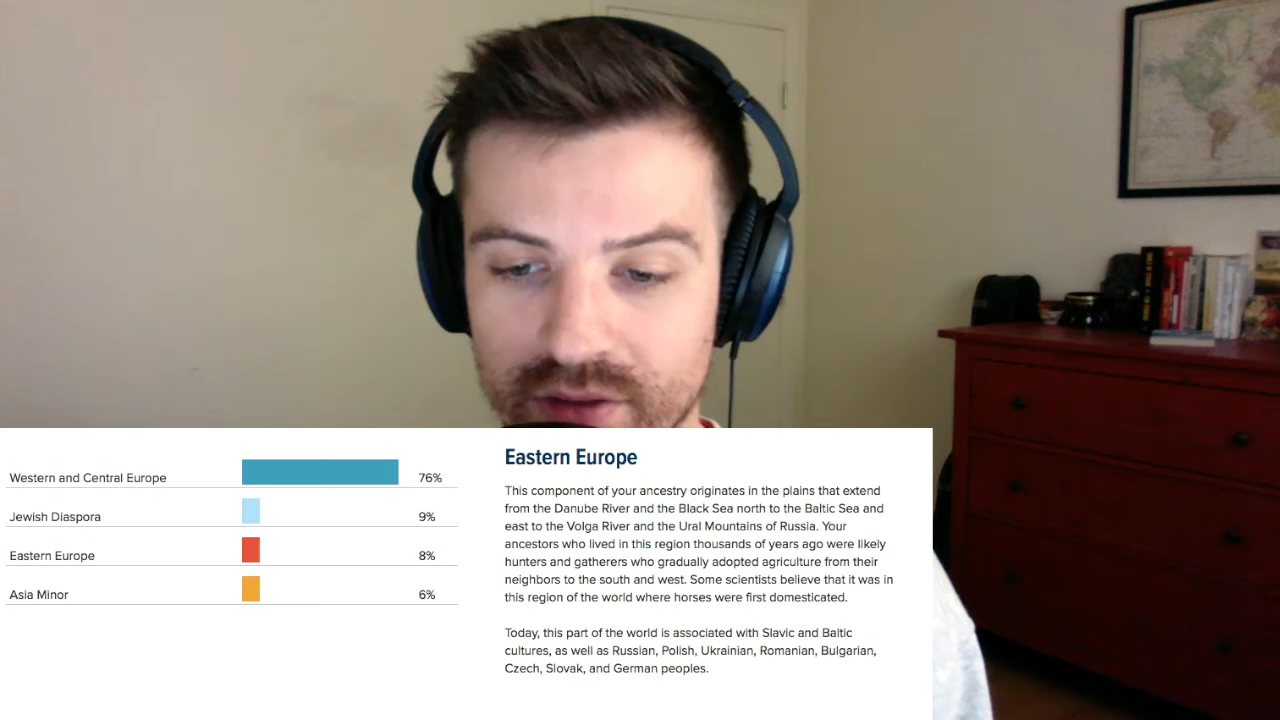 Western and Central Europe 76%
Jewish Diaspora 9%
Eastern Europe 8%
Asia Minor 6%
Eastern Europe
This component of your ancestry originates in the plains that extend
from the Danube River and the Black Sea north to the Baltic Sea and
east to the Volga River and the Ural Mountains of Russia. Your
ancestors who lived in this region thousands of years ago were likely
hunters and gatherers who gradually adopted agriculture from their
neighbors to the south and west. Some scientists believe that it was in
this region of the world where horses were first domesticated.
Today, this part of the world is associated with Slavic and Baltic
cultures, as well as Russian, Polish, Ukrainian, Romanian, Bulgarian,
Czech, Slovak, and German peoples.